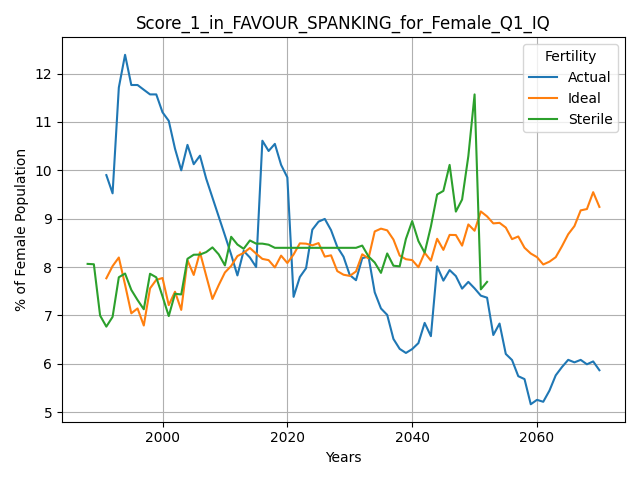 Score_1_in_FAVOUR_SPANKING_for_Female_Q1_IQ
% of Female Population
12
11
10
9
8
7
6
5
Fertility
Actual
Ideal
Sterile
2000
2020
2040
2060
Years